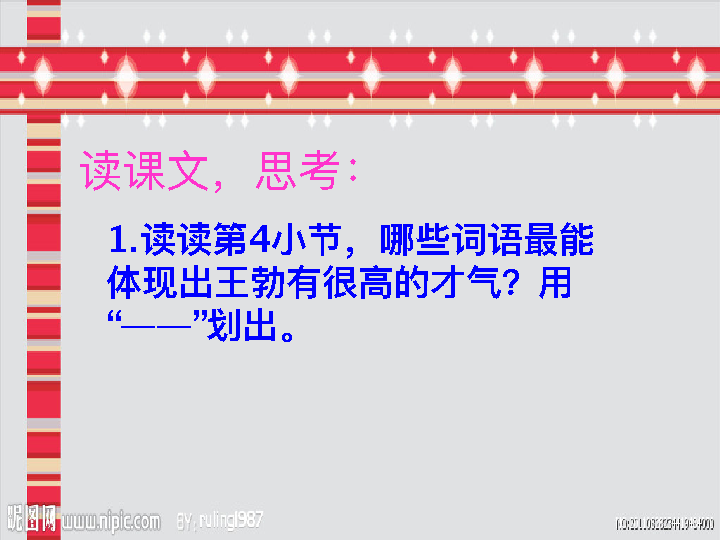 读课文，思考：
1.读读第4小节，哪些词语最能
体现出王勃有很高的才气？用
“——”划出。
昵图网 www.nipic.com
BY: ruling1987